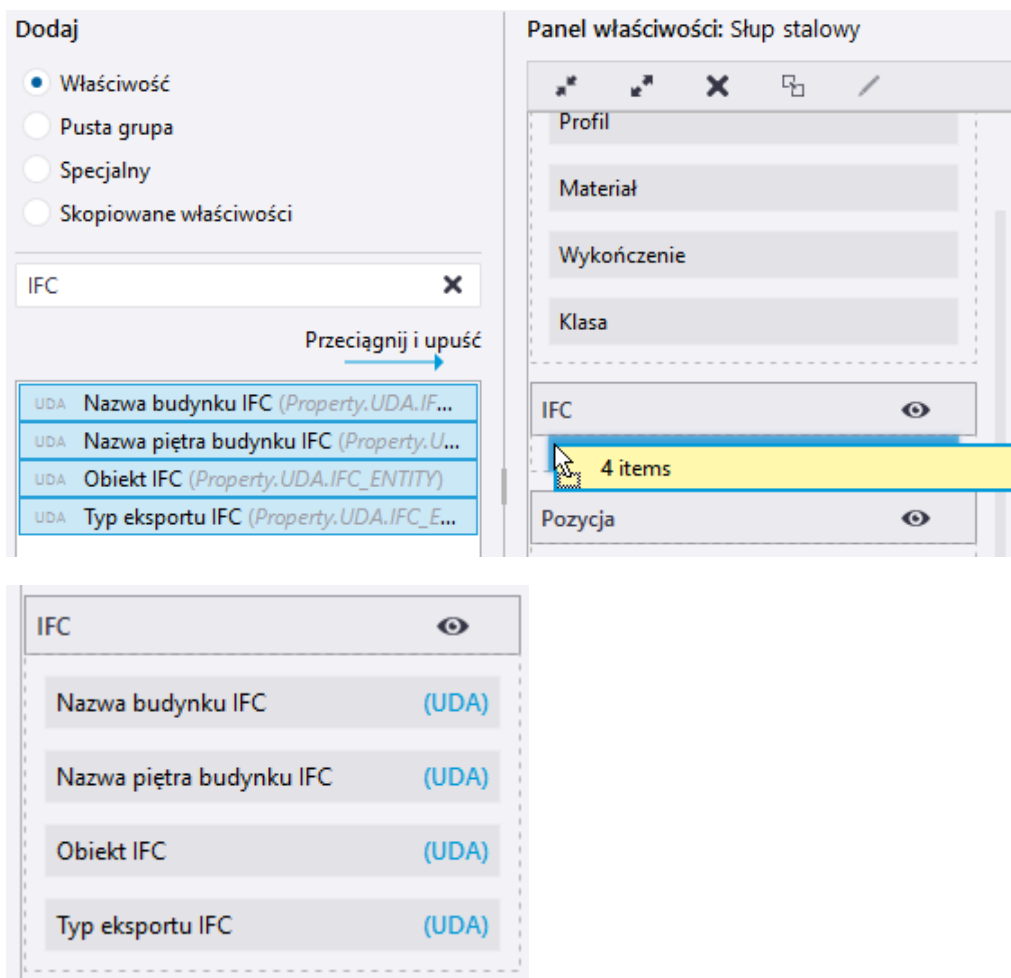 Dodaj
Właściwość
Pusta grupa
Specjalny
Skopiowane właściwości
IFC
Przeciągnij i upuść
UDA Nazwa budynku IFC (Property.UDA.IF...
UDA Nazwa piętra budynku IFC (Property.U...
UDA Obiekt IFC (Property.UDA.IFC_ENTITY)
UDA Typ eksportu IFC (Property.UDA.IFC_E...
Panel właściwości: Słup stalowy
Profil
Materiał
Wykończenie
Klasa
IFC
4 items
Pozycja
IFC
Nazwa budynku IFC (UDA)
Nazwa piętra budynku IFC (UDA)
Obiekt IFC (UDA)
Typ eksportu IFC (UDA)